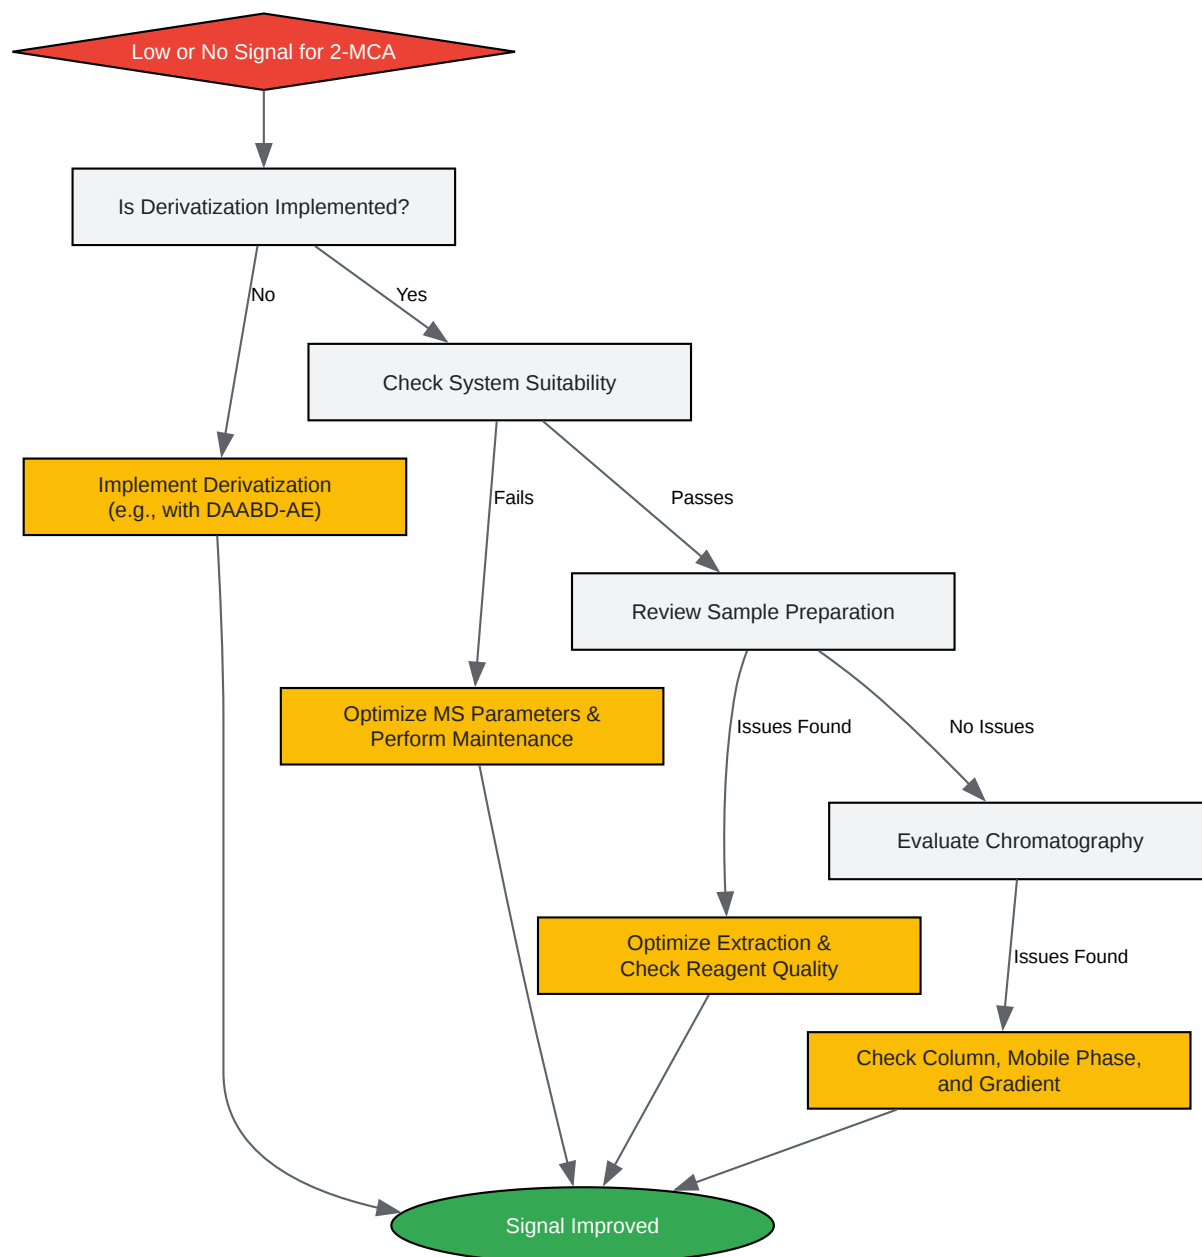 Low or No Signal for 2-MCA
Is Derivatization Implemented?
No
Yes
Check System Suitability
Implement Derivatization
(e.g., with DAABD-AE)
Fails
Passes
Review Sample Preparation
Optimize MS Parameters &
Perform Maintenance
Issues Found
No Issues
Evaluate Chromatography
Optimize Extraction &
Check Reagent Quality
Issues Found
Check Column, Mobile Phase,
and Gradient
Signal Improved